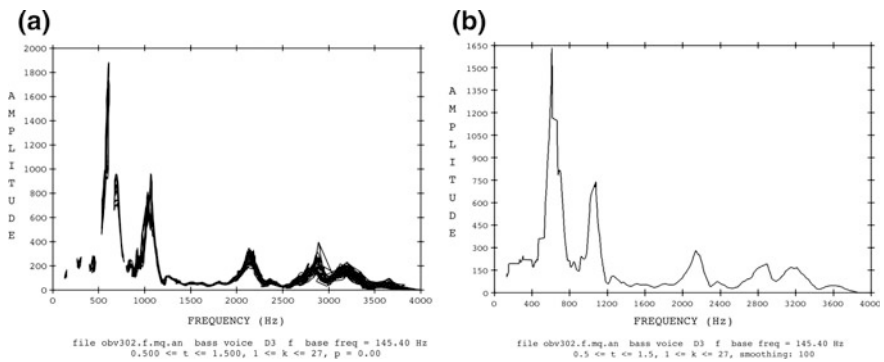 (a)
2000
1800
1600
1400
1200
1000
800
600
400
200
0
AMPLITUDE
0 500 1000 1500 2000 2500 3000 3500 4000
FREQUENCY (Hz)
file obv302.f.mq.an bass voice D3 f base freq = 145.40 Hz
0.500 <= t <= 1.500, 1 <= k <= 27, p = 0.00
(b)
1650
1500
1350
1200
1050
900
750
600
450
300
150
0
AMPLITUDE
0 400 800 1200 1600 2000 2400 2800 3200 3600 4000
FREQUENCY (Hz)
file obv302.f.mq.an bass voice D3 f base freq = 145.40 Hz
0.5 <= t <= 1.5, 1 <= k <= 27, smoothing: 100